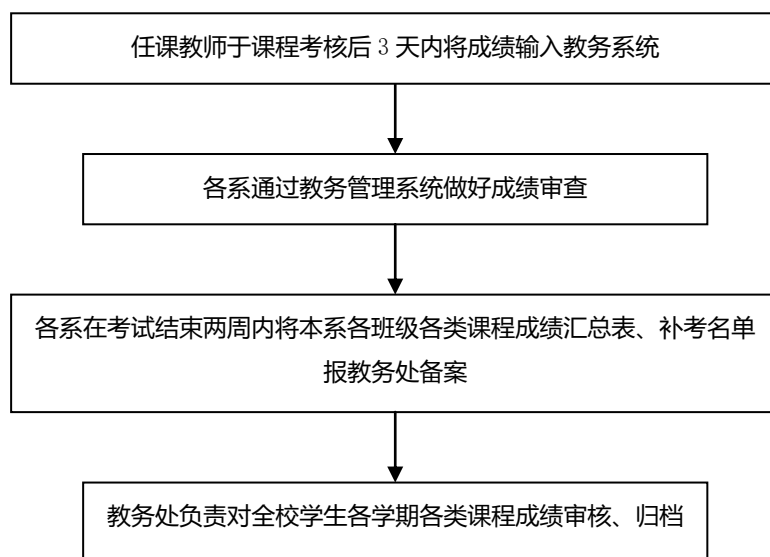 任课教师于课程考核后 3 天内将成绩输入教务系统
各系通过教务管理系统做好成绩审查
各系在考试结束两周内将本系各班级各类课程成绩汇总表、补考名单
报教务处备案
教务处负责对全校学生各学期各类课程成绩审核、归档